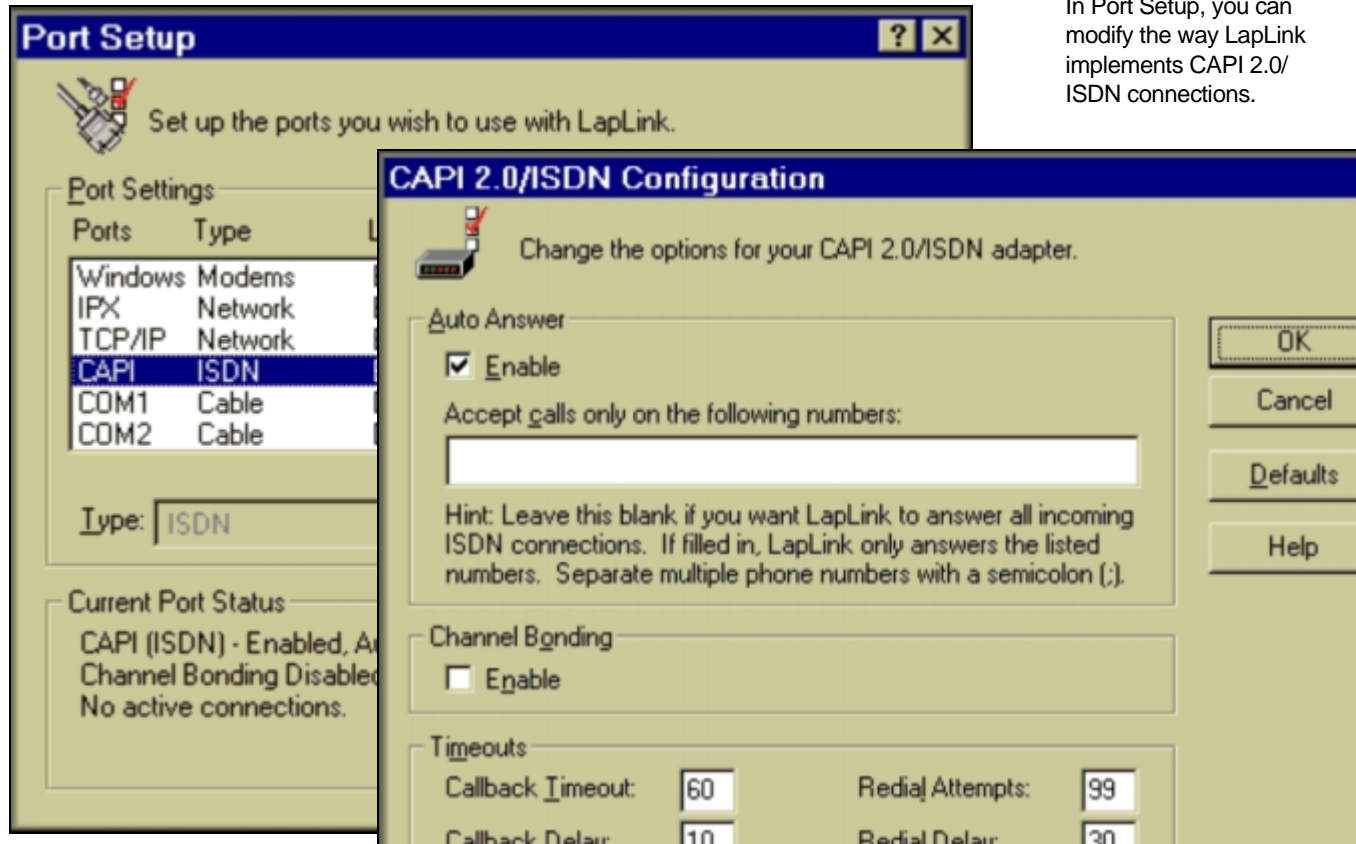 In Port Setup, you can
modify the way LapLink
implements CAPI 2.0/
ISDN connections.
Port Setup
Set up the ports you wish to use with LapLink.
Port Settings
Ports Type
Windows Modems
IPX Network
TCP/IP Network
CAPI ISDN
COM1 Cable
COM2 Cable
Type: ISDN
Current Port Status
CAPI (ISDN) - Enabled,
Channel Bonding Disabled
No active connections.
CAPI 2.0/ISDN Configuration
Change the options for your CAPI 2.0/ISDN adapter.
Auto Answer
Enable
Accept calls only on the following numbers:
Hint: Leave this blank if you want LapLink to answer all incoming
ISDN connections. If filled in, LapLink only answers the listed
numbers. Separate multiple phone numbers with a semicolon (;).
Channel Bonding
Enable
Timeouts
Callback Timeout: 60 Redial Attempts: 99
Callback Delay: 10 Redial Delay: 30
OK
Cancel
Defaults
Help